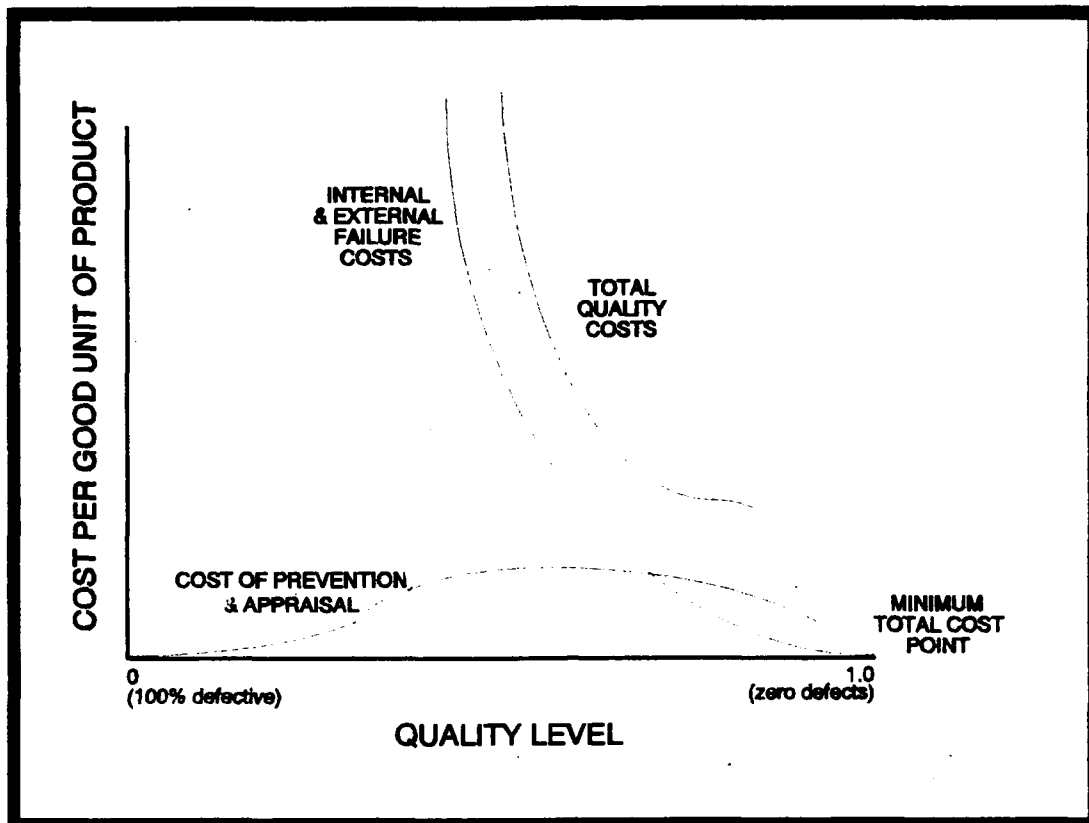 COST PER GOOD UNIT OF PRODUCT
INTERNAL
& EXTERNAL
FAILURE
COSTS
TOTAL
QUALITY
COSTS
COST OF PREVENTION
& APPRAISAL
MINIMUM
TOTAL COST
POINT
0
(100% defective)
1.0
(zero defects)
QUALITY LEVEL